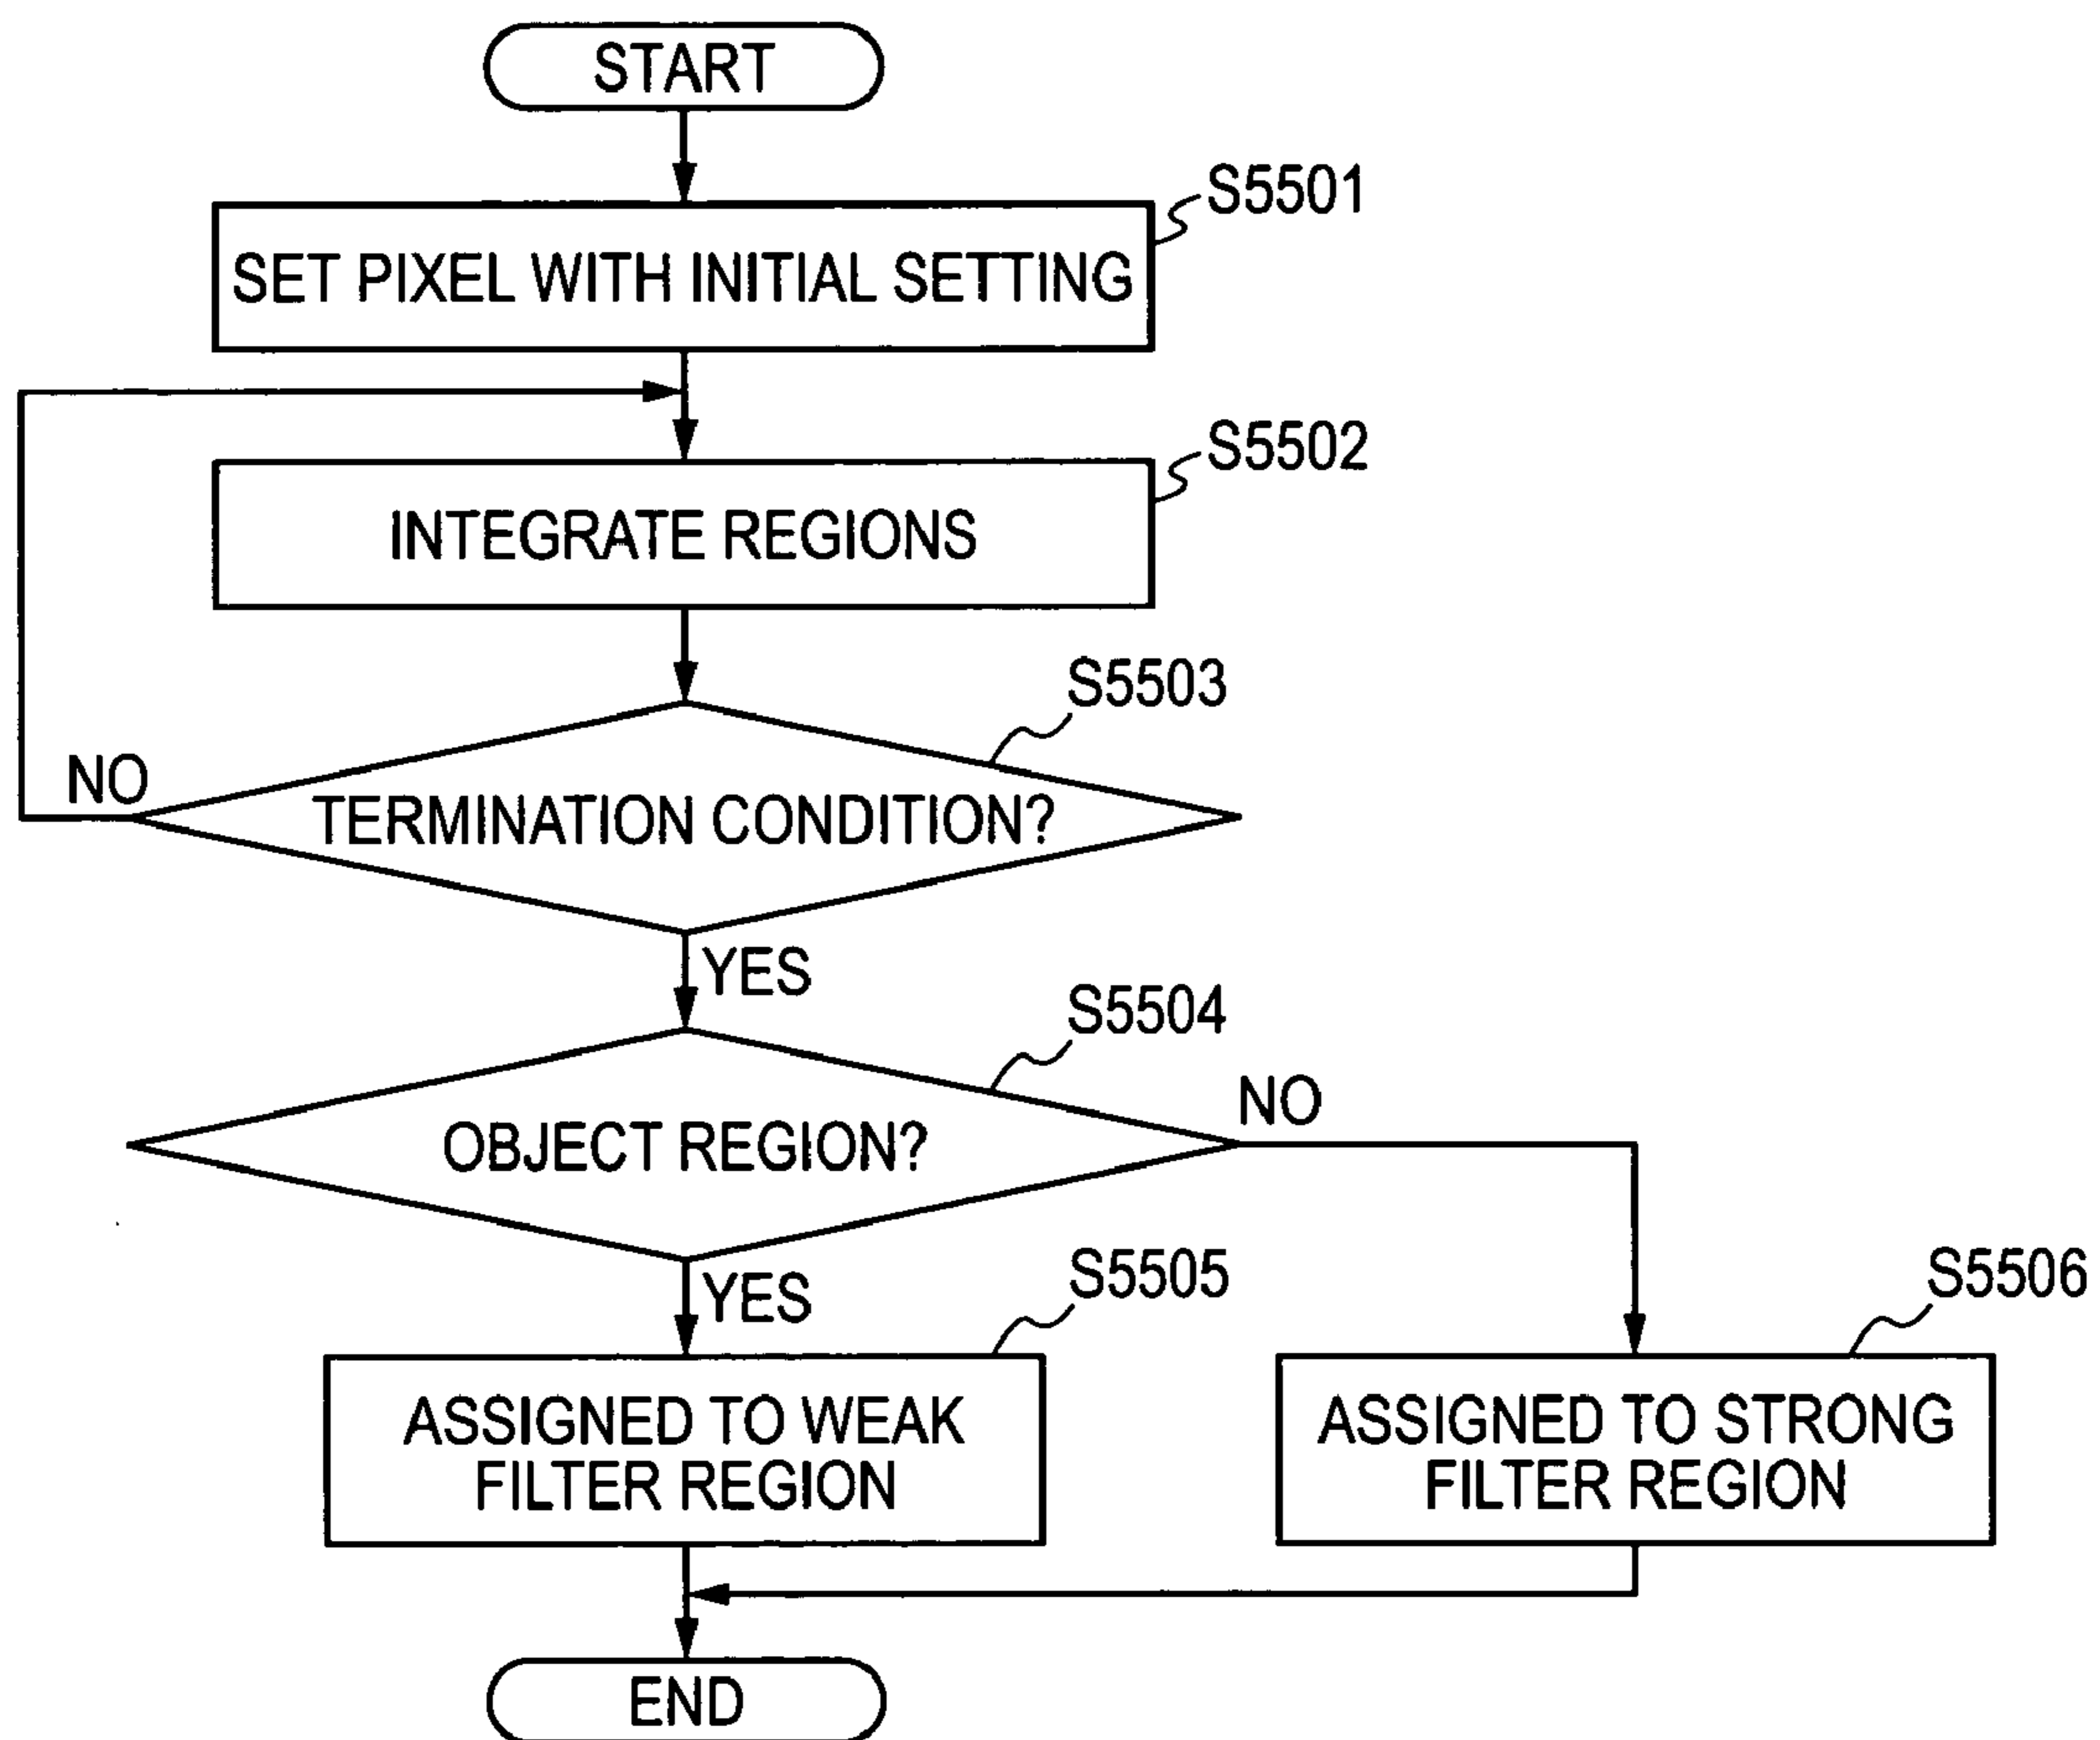 START
S5501
SET PIXEL WITH INITIAL SETTING
S5502
INTEGRATE REGIONS
S5503
NO
TERMINATION CONDITION?
YES
S5504
NO
OBJECT REGION?
YES
S5505
S5506
ASSIGNED TO WEAK
FILTER REGION
ASSIGNED TO STRONG
FILTER REGION
END